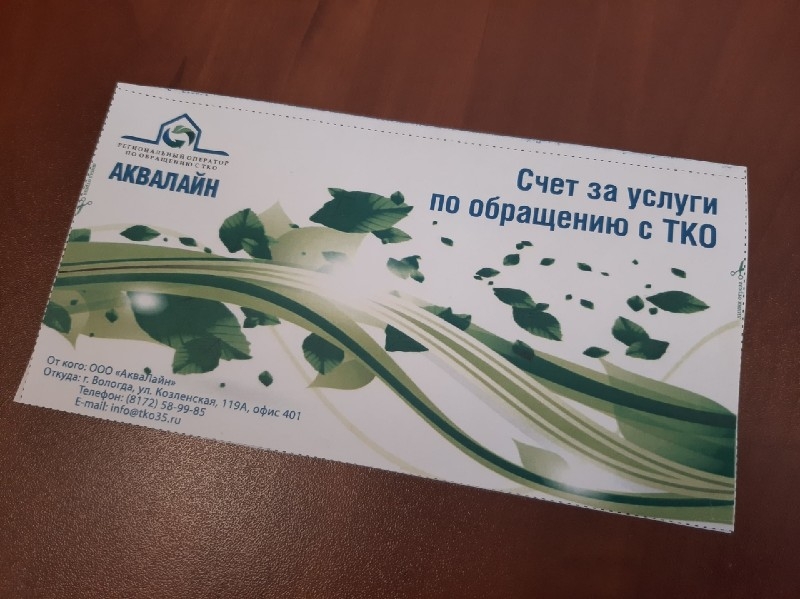 РЕГИОНАЛЬНЫЙ ОПЕРАТОР
ПО ОБРАЩЕНИЮ С ТКО
АКВАЛАЙН
Счет за услуги
по обращению с ТКО
От кого: ООО «АкваЛайн»
Откуда: г. Вологда, ул. Козленская, 119А, офис 401
Телефон: (8172) 58-99-85
E-mail: info@tko35.ru